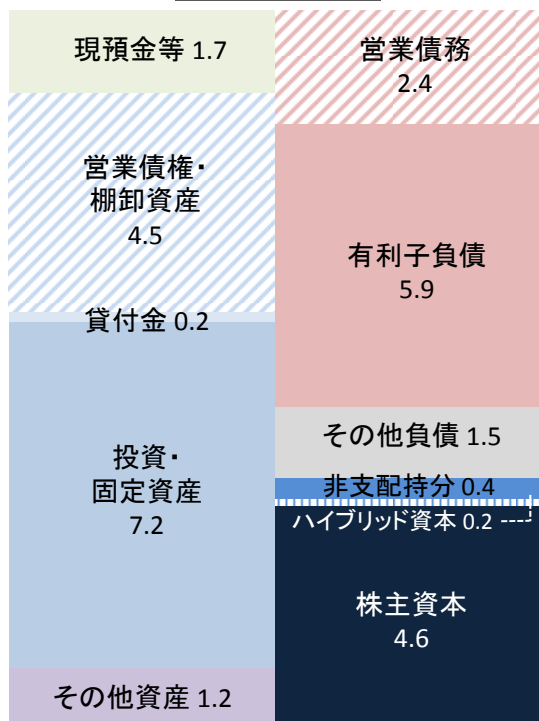 現預金等 1.7
営業債権・
棚卸資産
4.5
貸付金 0.2
投資・
固定資産
7.2
その他資産 1.2
営業債務
2.4
有利子負債
5.9
その他負債 1.5
非支配持分 0.4
ハイブリッド資本 0.2
株主資本
4.6